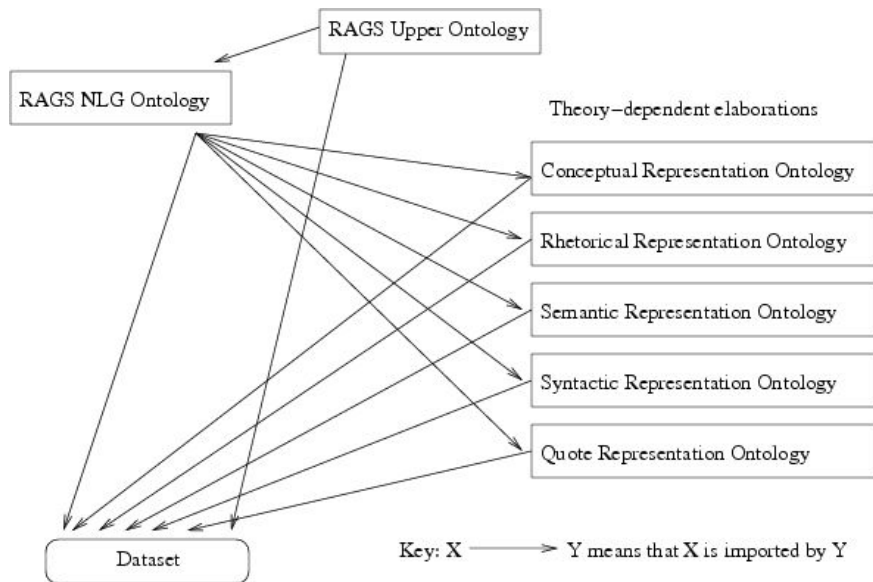 RAGS Upper Ontology
RAGS NLG Ontology
Theory-dependent elaborations
Conceptual Representation Ontology
Rhetorical Representation Ontology
Semantic Representation Ontology
Syntactic Representation Ontology
Quote Representation Ontology
Dataset
Key: X Y means that X is imported by Y